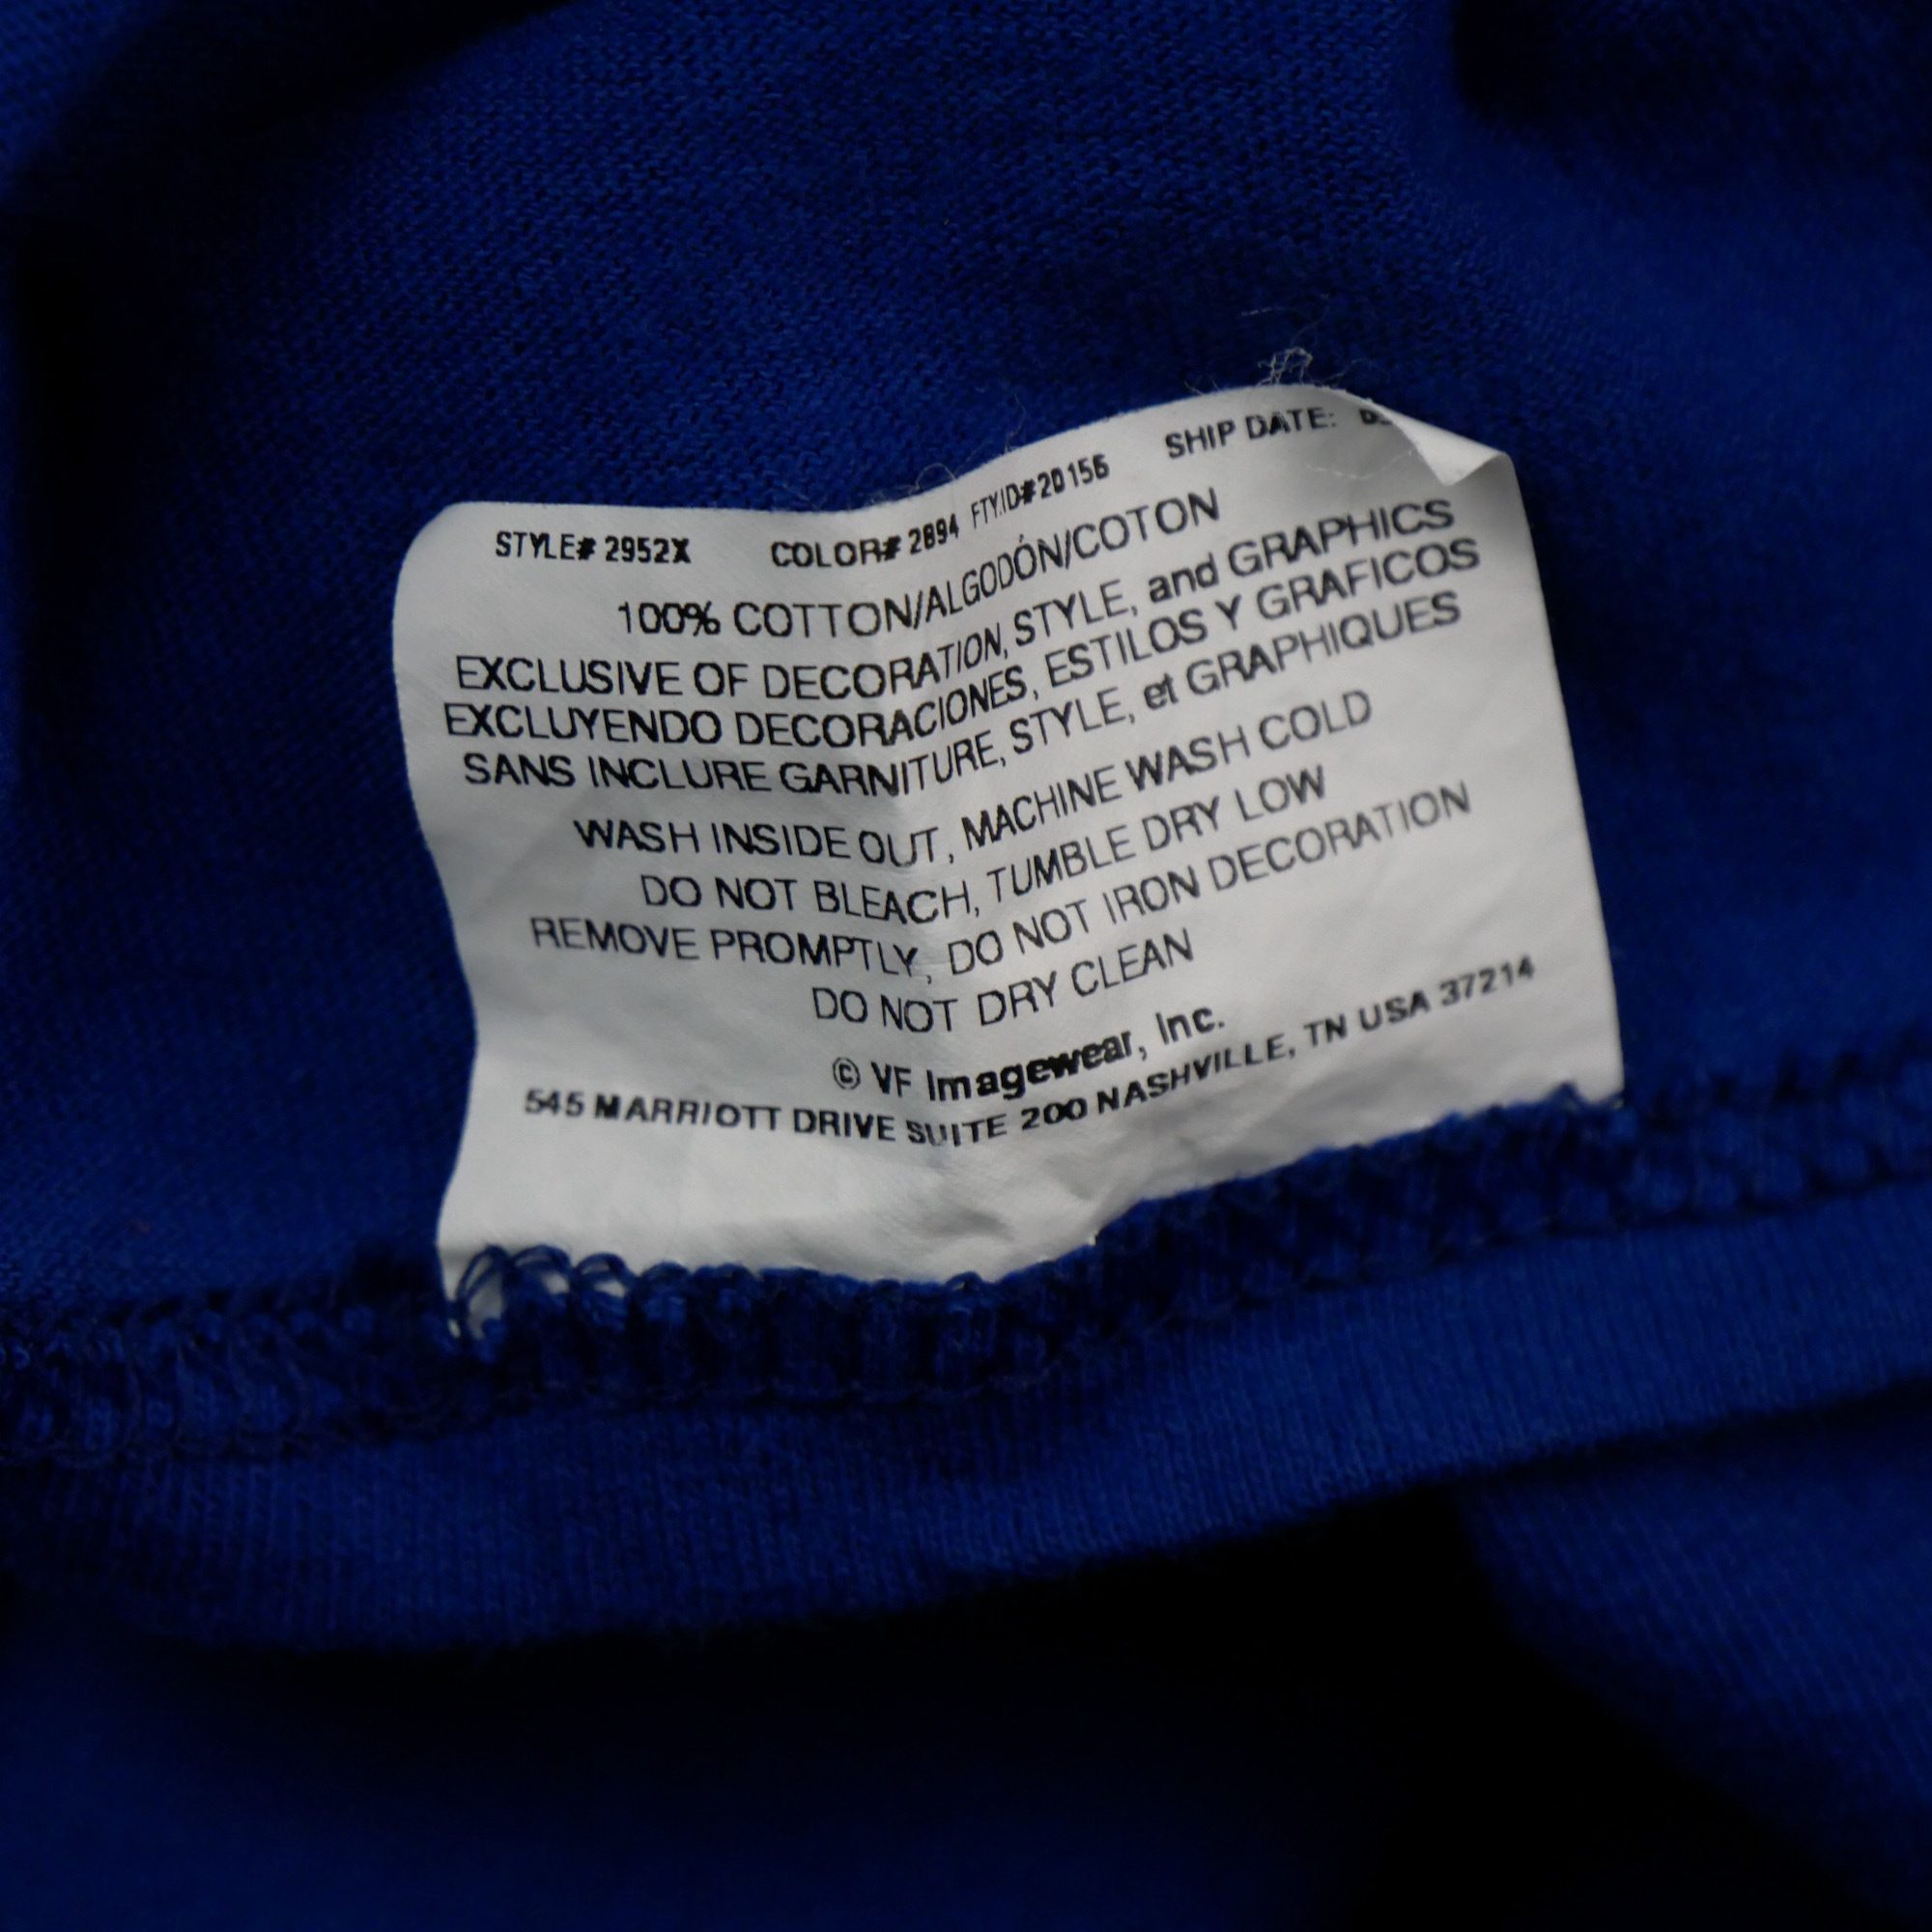 STYLE# 2952X COLOR# 2894 FTY.ID#20156 SHIP DATE:
100% COTTON/ALGODÓN/COTON
EXCLUSIVE OF DECORATION, STYLE, and GRAPHICS
EXCLUYENDO DECORACIONES, ESTILOS Y GRAFICOS
SANS INCLURE GARNITURE, STYLE, et GRAPHIQUES
WASH INSIDE OUT, MACHINE WASH COLD
DO NOT BLEACH, TUMBLE DRY LOW
REMOVE PROMPTLY, DO NOT IRON DECORATION
DO NOT DRY CLEAN
© VF Imagewear, Inc.
545 MARRIOTT DRIVE SUITE 200 NASHVILLE, TN USA 37214